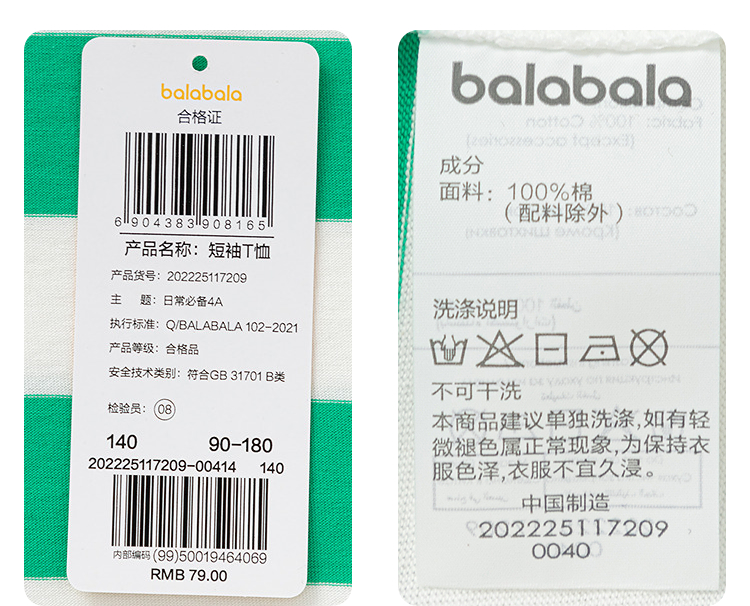 balabala
合格证
6 904383 908165
产品名称：短袖T恤
产品货号：202225117209
主 题：日常必备4A
执行标准：Q/BALABALA 102-2021
产品等级：合格品
安全技术类别：符合GB 31701 B类
检验员：08
140 90-180
202225117209-00414 140
内部编码 (99)50019464069
RMB 79.00
balabala
成分
面料：100%棉
（配料除外）
洗涤说明
不可干洗
本商品建议单独洗涤,如有轻
微褪色属正常现象,为保持衣
服色泽,衣服不宜久浸。
中国制造
202225117209
0040